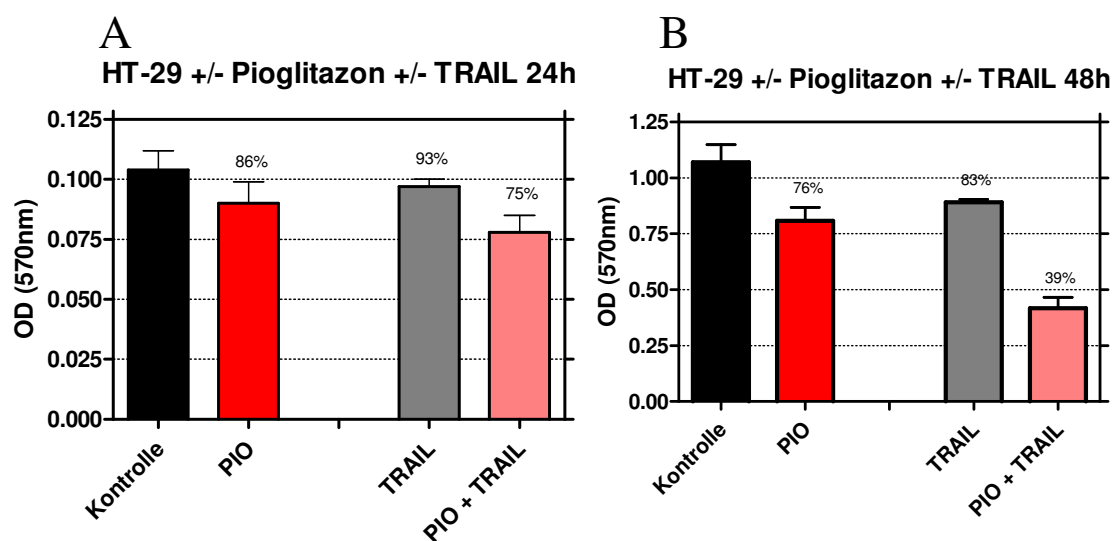 A
HT-29 +/- Pioglitazon +/- TRAIL 24h
OD (570nm)
0.125
0.100
0.075
0.050
0.025
0.000
86%
93%
75%
Kontrolle
PIO
TRAIL
PIO + TRAIL
B
HT-29 +/- Pioglitazon +/- TRAIL 48h
OD (570nm)
1.25
1.00
0.75
0.50
0.25
0.00
76%
83%
39%
Kontrolle
PIO
TRAIL
PIO + TRAIL